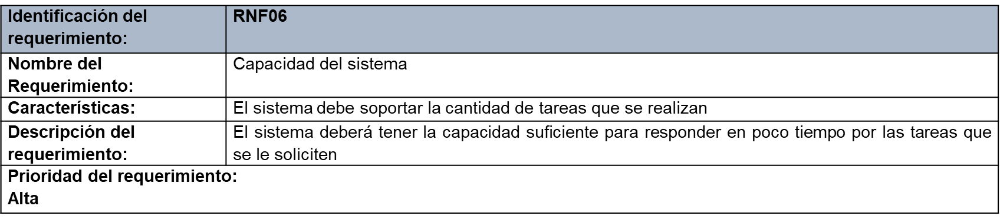 Identificación del
requerimiento:
RNF06
Nombre del
Requerimiento:
Capacidad del sistema
Características:
El sistema debe soportar la cantidad de tareas que se realizan
Descripción del
requerimiento:
El sistema deberá tener la capacidad suficiente para responder en poco tiempo por las tareas que
se le soliciten
Prioridad del requerimiento:
Alta